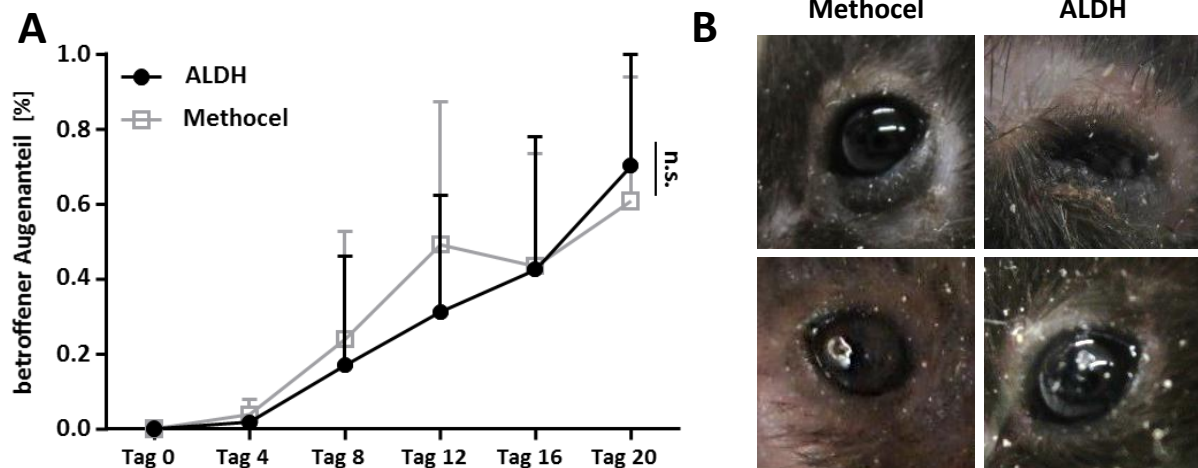 A
betroffener Augenanteil [%]
1.0
0.8
0.6
0.4
0.2
0.0
ALDH
Methocel
n.s.
Tag 0 Tag 4 Tag 8 Tag 12 Tag 16 Tag 20
B
Methocel ALDH